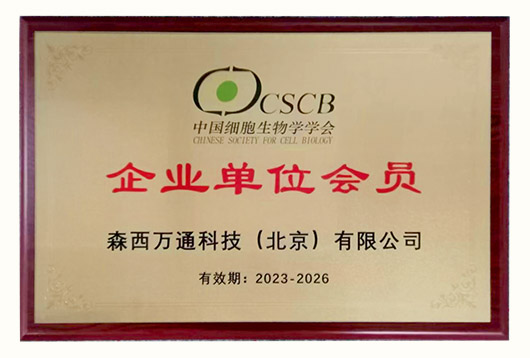 CSCB
中国细胞生物学学会
CHINESE SOCIETY FOR CELL BIOLOGY
企业单位会员
森西万通科技（北京）有限公司
有效期：2023-2026